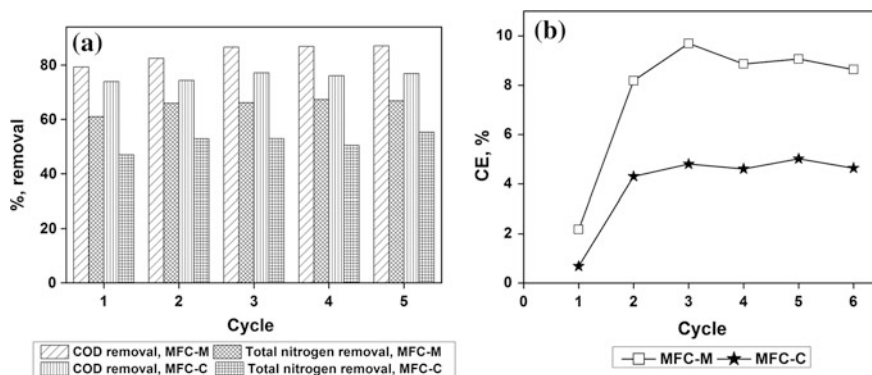 (a)
%, removal
80
60
40
20
0
1 2 3 4 5
Cycle
COD removal, MFC-M Total nitrogen removal, MFC-M
COD removal, MFC-C Total nitrogen removal, MFC-C
(b)
CE, %
10
8
6
4
2
0
0 1 2 3 4 5 6
Cycle
MFC-M MFC-C